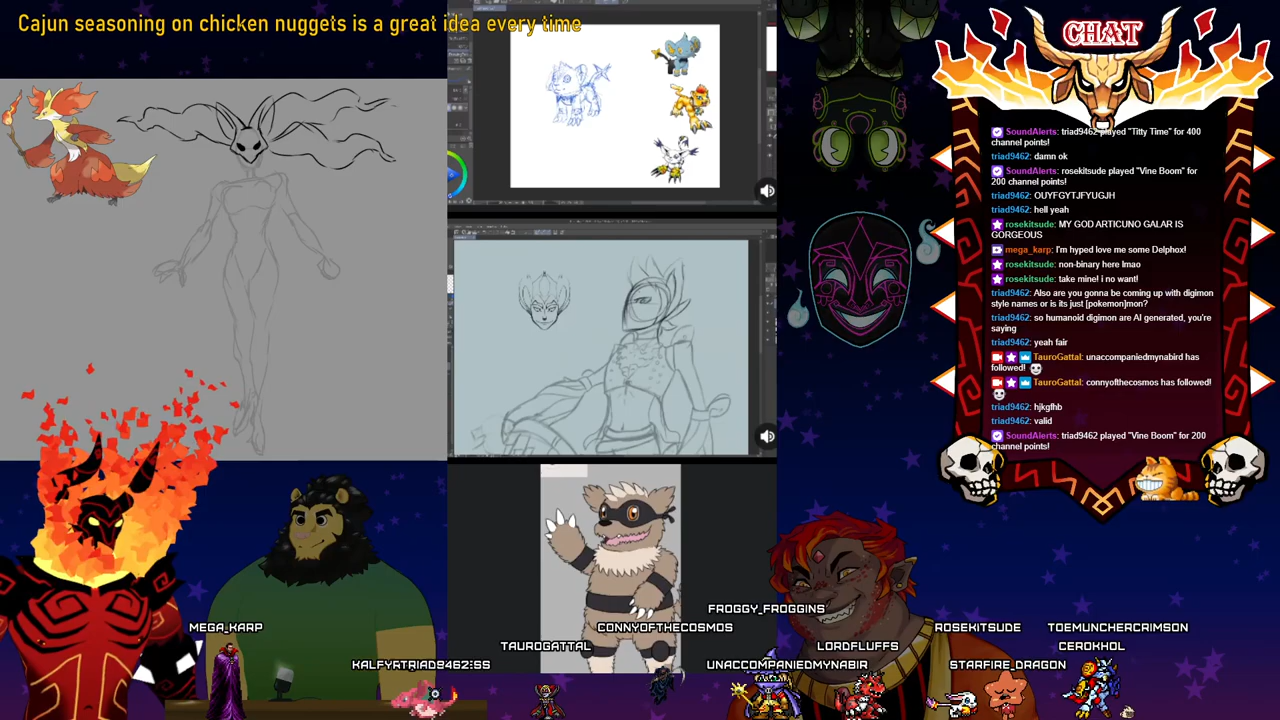 Cajun seasoning on chicken nuggets is a great idea every time
CHAT
SoundAlerts: triad9462 played "Titty Time" for 400
channel points!
triad9462: damn ok
SoundAlerts: rosekitsude played "Vine Boom" for
200 channel points!
triad9462: OUYFGYTJFYUGJH
triad9462: hell yeah
rosekitsude: MY GOD ARTICUNO GALAR IS
GORGEOUS
mega_karp: I'm hyped love me some Delphox!
rosekitsude: non-binary here lmao
rosekitsude: take mine! i no want!
triad9462: Also are you gonna be coming up with digimon
style names or is its just [pokemon]mon?
triad9462: so humanoid digimon are AI generated, you're
saying
triad9462: yeah fair
TauroGattal: unaccompaniedmynabird has
followed!
TauroGattal: connyofthecosmos has followed!
triad9462: hjkgfhb
triad9462: valid
SoundAlerts: triad9462 played "Vine Boom" for 200
channel points!
FROGGY_FROGGINS
MEGA_KARP
CONNYOFTHECOSMOS
ROSEKITSUDE
TOEMUNCHERCRIMSON
TAUROGATTAL
LORDFLUFFS
CEROKHOL
UNACCOMPANIEDMYNABIR
STARFIRE_DRAGON